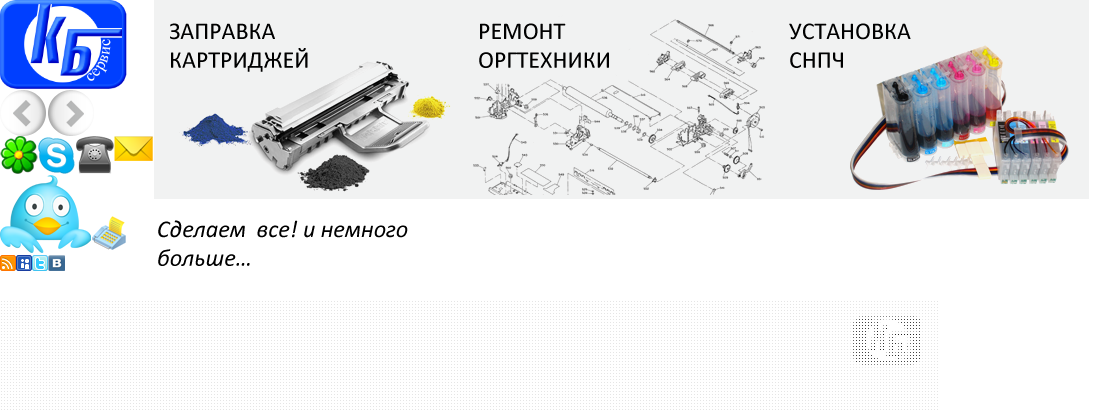 КБ
сервис
ЗАПРАВКА
КАРТРИДЖЕЙ
РЕМОНТ
ОРГТЕХНИКИ
УСТАНОВКА
СНПЧ
Сделаем все! и немного
больше...